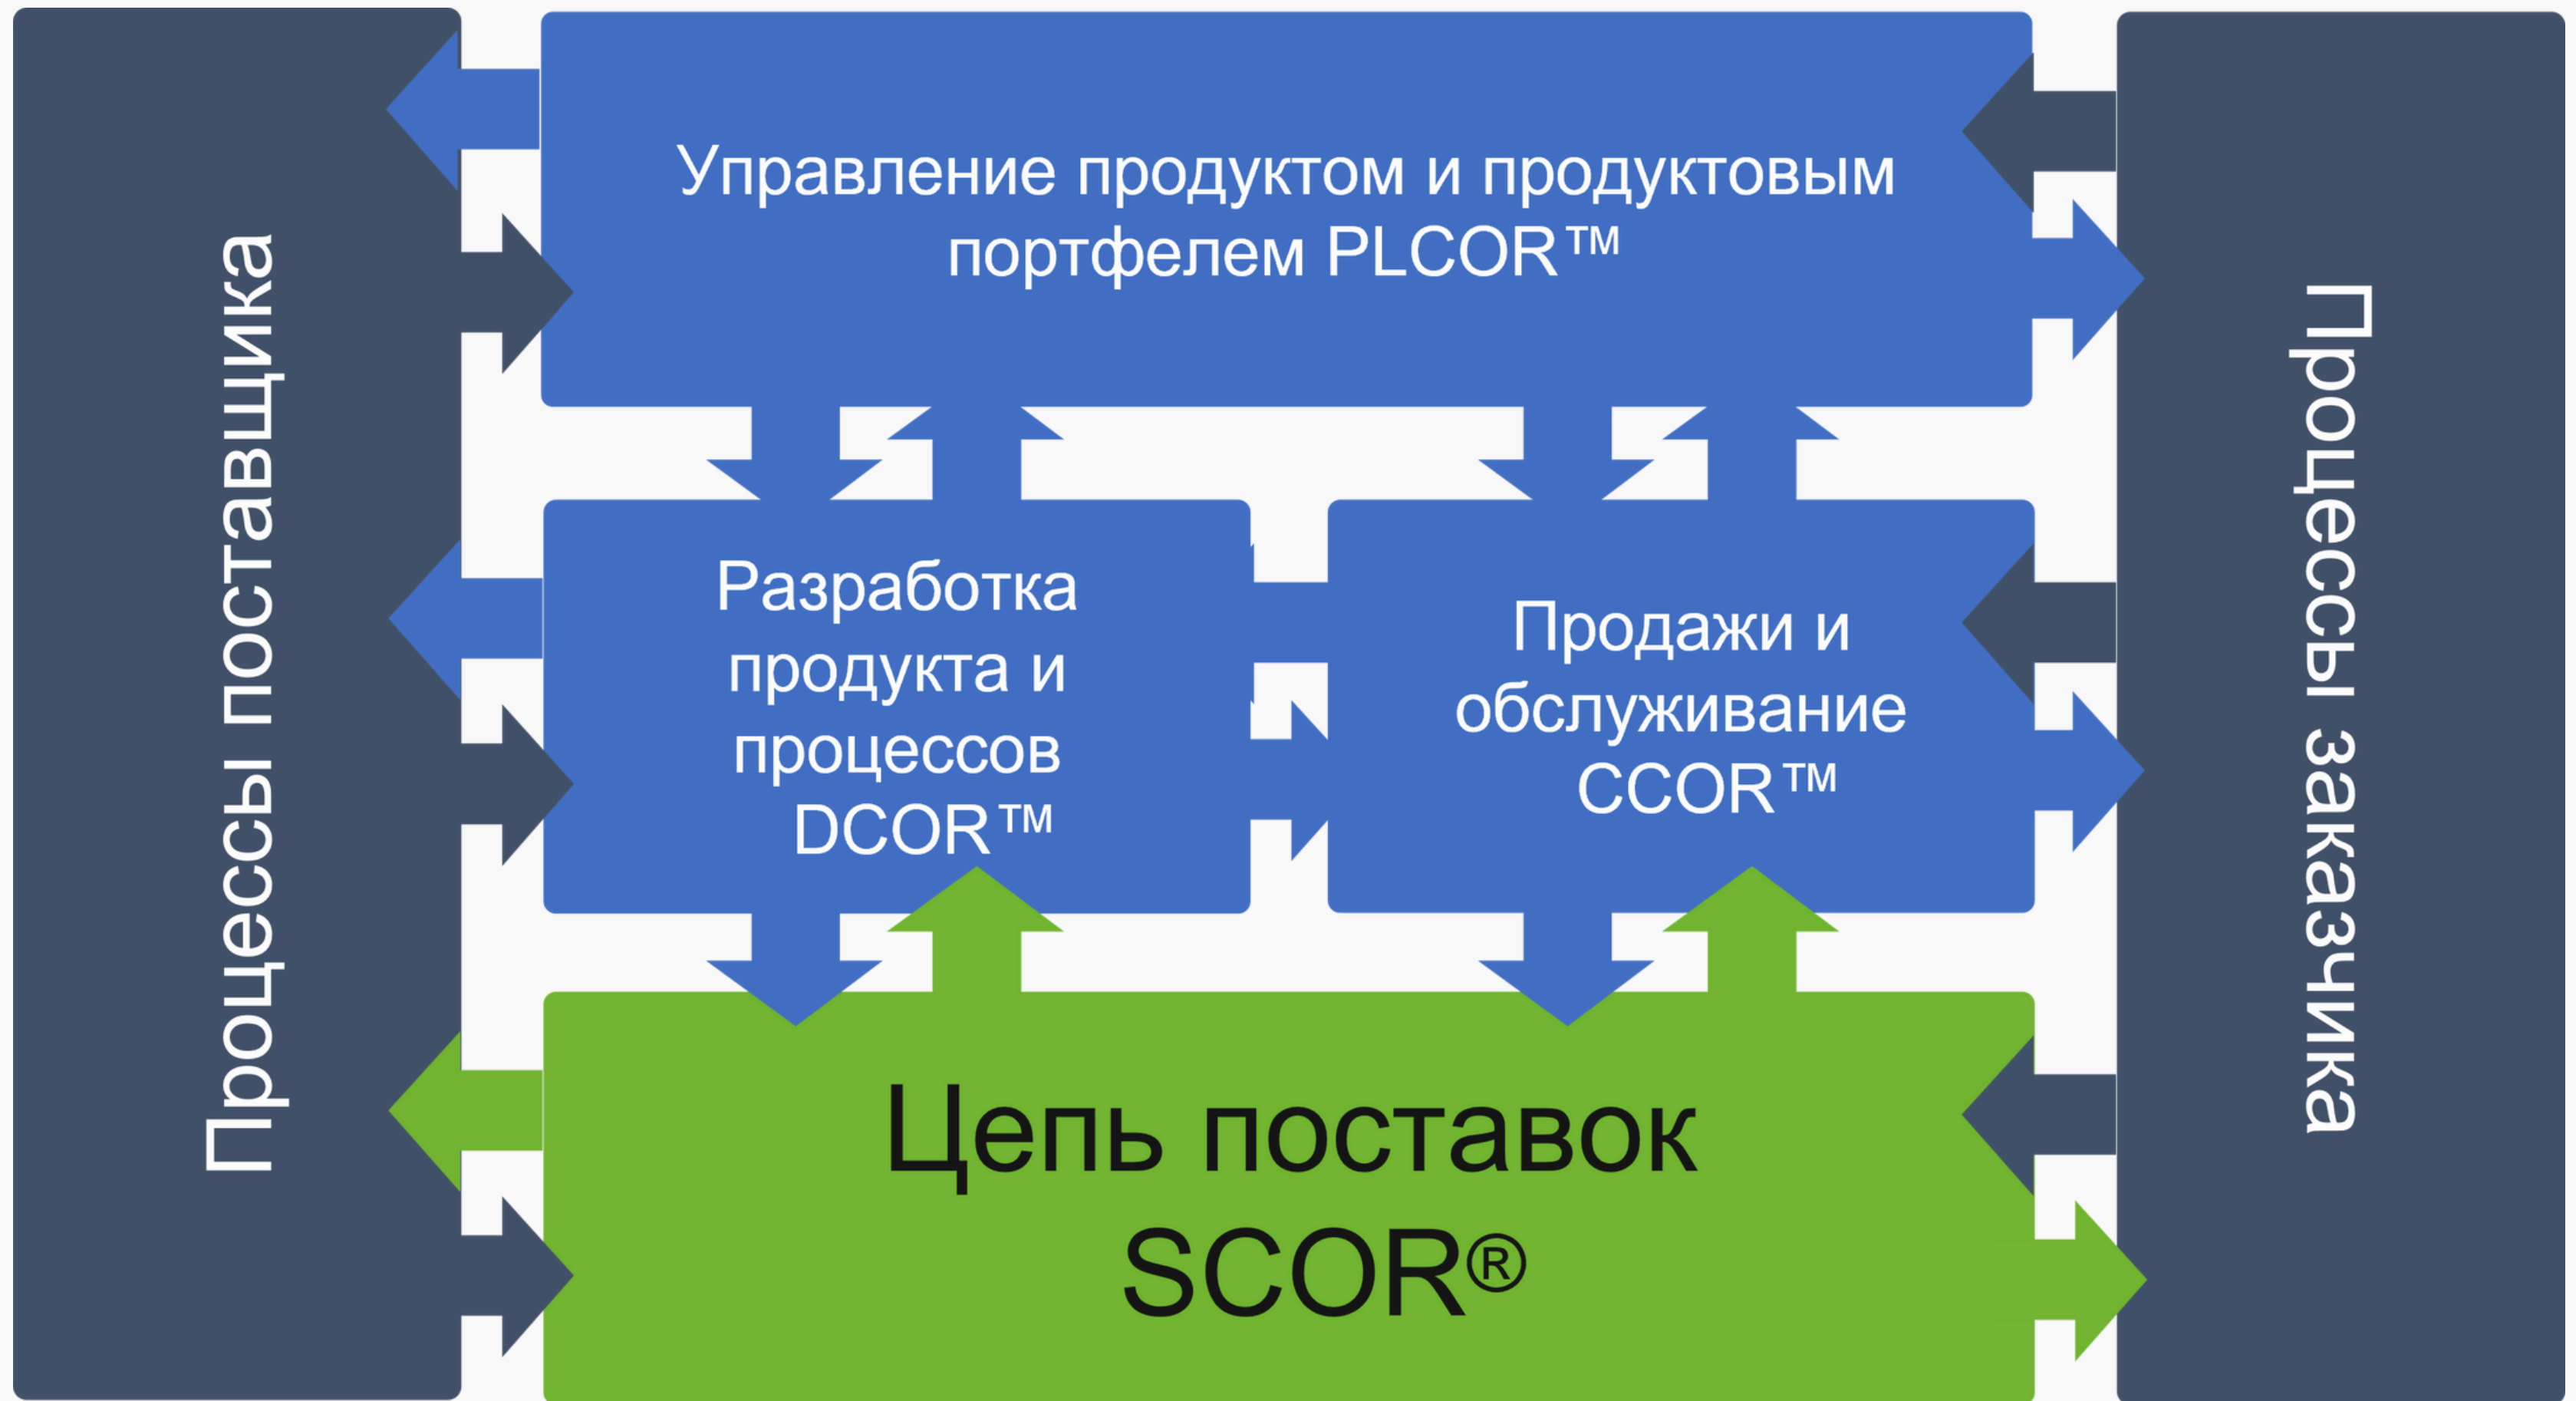 Процессы поставщика
Управление продуктом и продуктовым
портфелем PLCOR™
Разработка
продукта и
процессов
DCOR™
Продажи и
обслуживание
CCOR™
Цепь поставок
SCOR®
Процессы заказчика